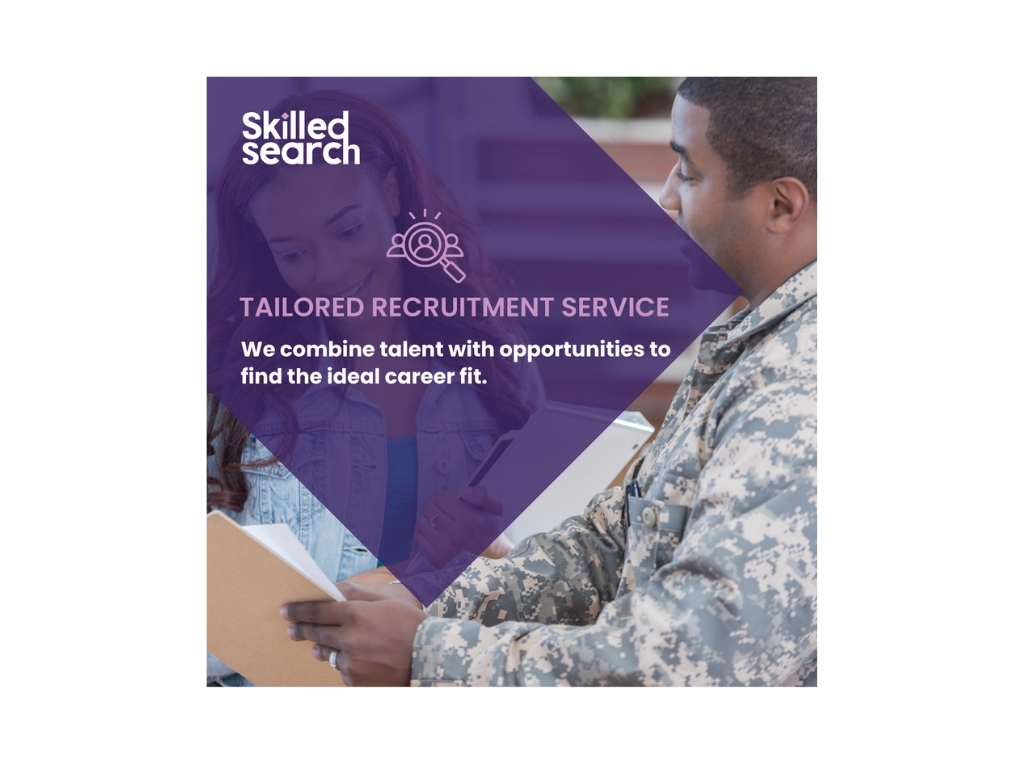 Skilled
search
TAILORED RECRUITMENT SERVICE
We combine talent with opportunities to
find the ideal career fit.